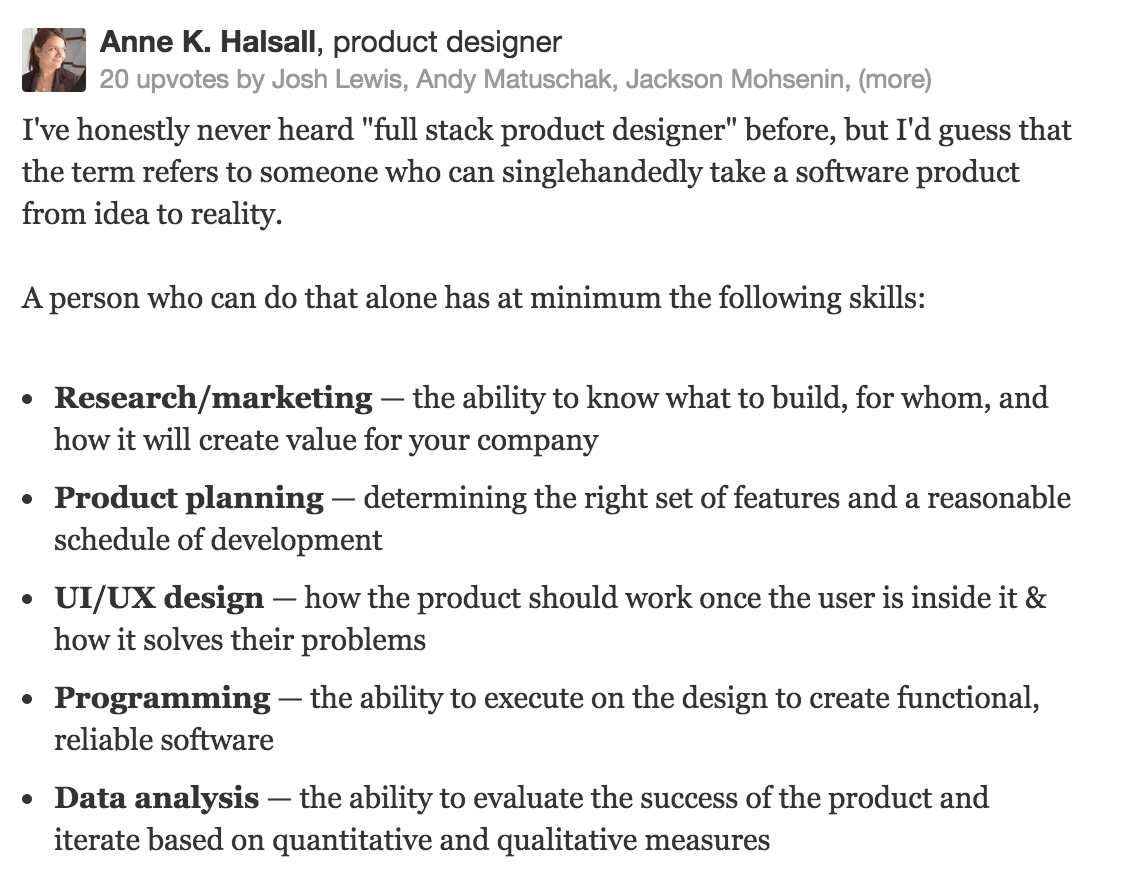 Anne K. Halsall, product designer
20 upvotes by Josh Lewis, Andy Matuschak, Jackson Mohsenin, (more)
I've honestly never heard "full stack product designer" before, but I'd guess that
the term refers to someone who can singlehandedly take a software product
from idea to reality.
A person who can do that alone has at minimum the following skills:
• Research/marketing — the ability to know what to build, for whom, and
how it will create value for your company
• Product planning — determining the right set of features and a reasonable
schedule of development
• UI/UX design — how the product should work once the user is inside it &
how it solves their problems
• Programming — the ability to execute on the design to create functional,
reliable software
• Data analysis — the ability to evaluate the success of the product and
iterate based on quantitative and qualitative measures